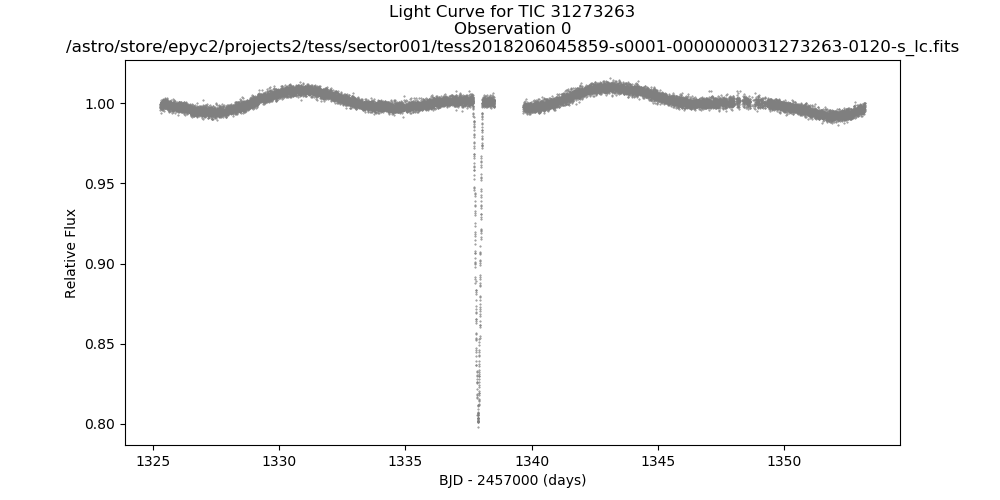 Light Curve for TIC 31273263
Observation 0
/astro/store/epyc2/projects2/tess/sector001/tess2018206045859-s0001-0000000031273263-0120-s_lc.fits
1.00
0.95
0.90
0.85
0.80
Relative Flux
1325
1330
1335
1340
1345
1350
BJD - 2457000 (days)